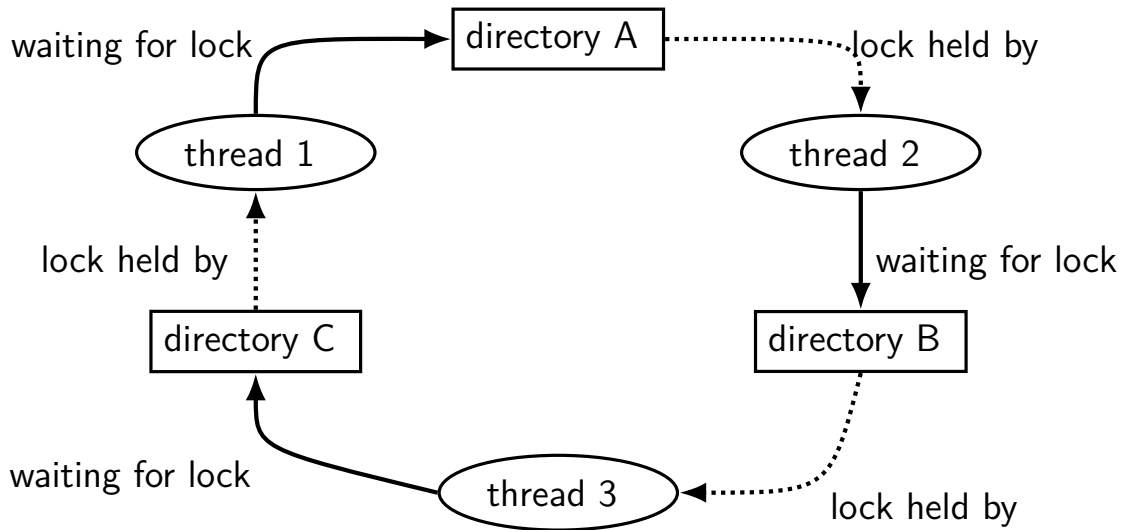 waiting for lock
directory A
lock held by
thread 1
thread 2
lock held by
waiting for lock
directory C
directory B
waiting for lock
thread 3
lock held by